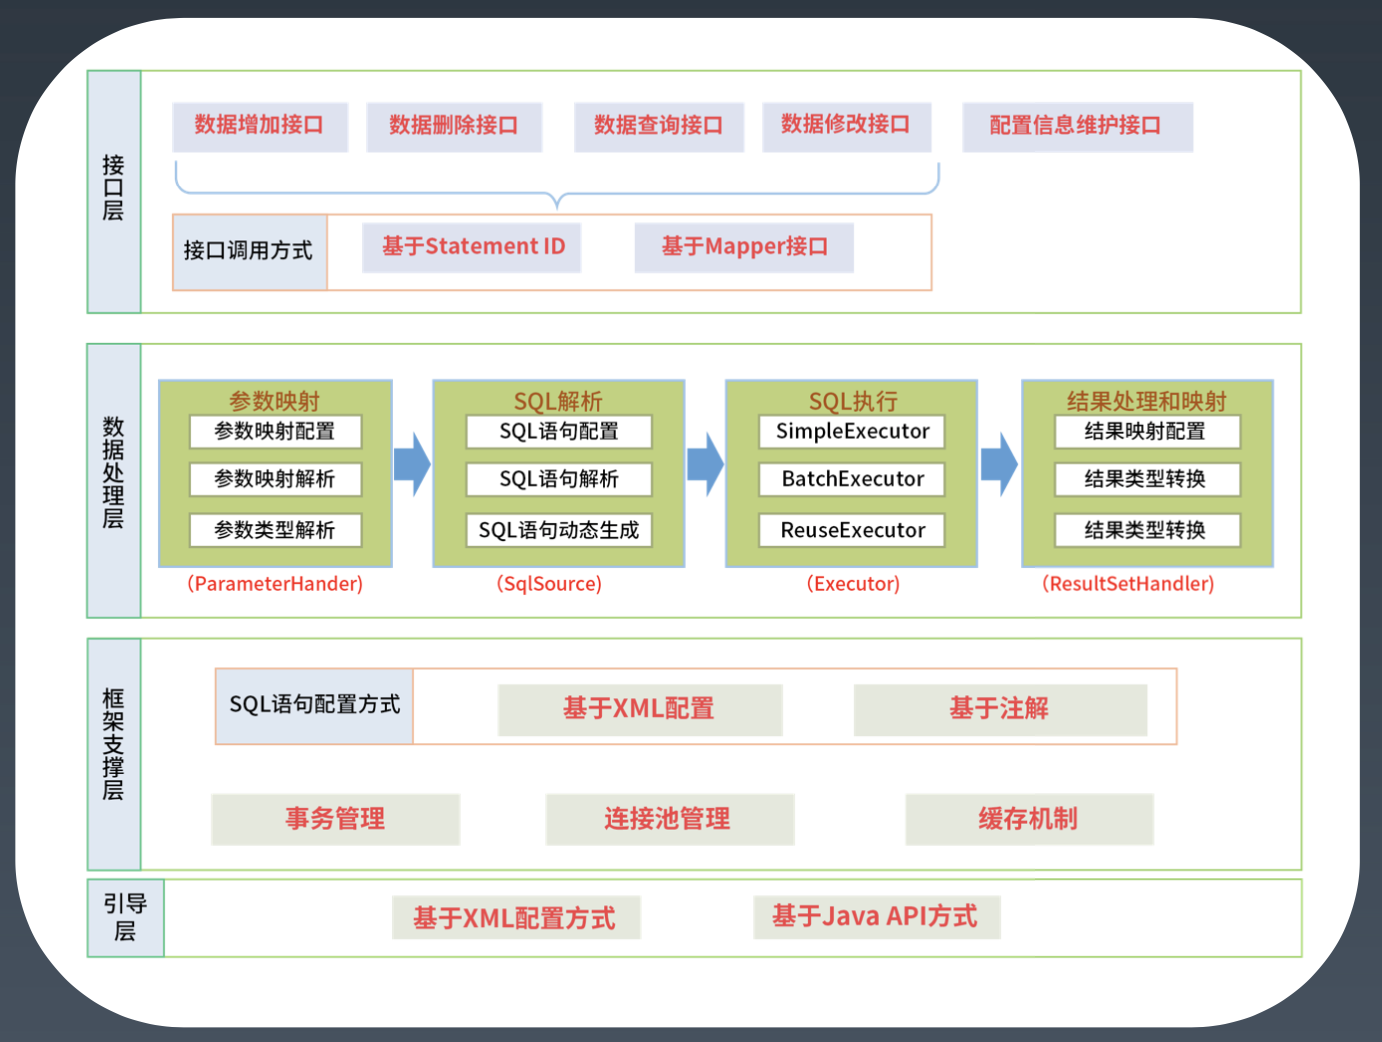 接口层
数据增加接口
数据删除接口
数据查询接口
数据修改接口
配置信息维护接口
接口调用方式
基于Statement ID
基于Mapper接口
数据处理层
参数映射
参数映射配置
参数映射解析
参数类型解析
（ParameterHander)
SQL解析
SQL语句配置
SQL语句解析
SQL语句动态生成
（SqlSource)
SQL执行
SimpleExecutor
BatchExecutor
ReuseExecutor
（Executor)
结果处理和映射
结果映射配置
结果类型转换
结果类型转换
（ResultSetHandler)
框架支撑层
SQL语句配置方式
基于XML配置
基于注解
事务管理
连接池管理
缓存机制
引导
层
基于XML配置方式
基于Java API方式